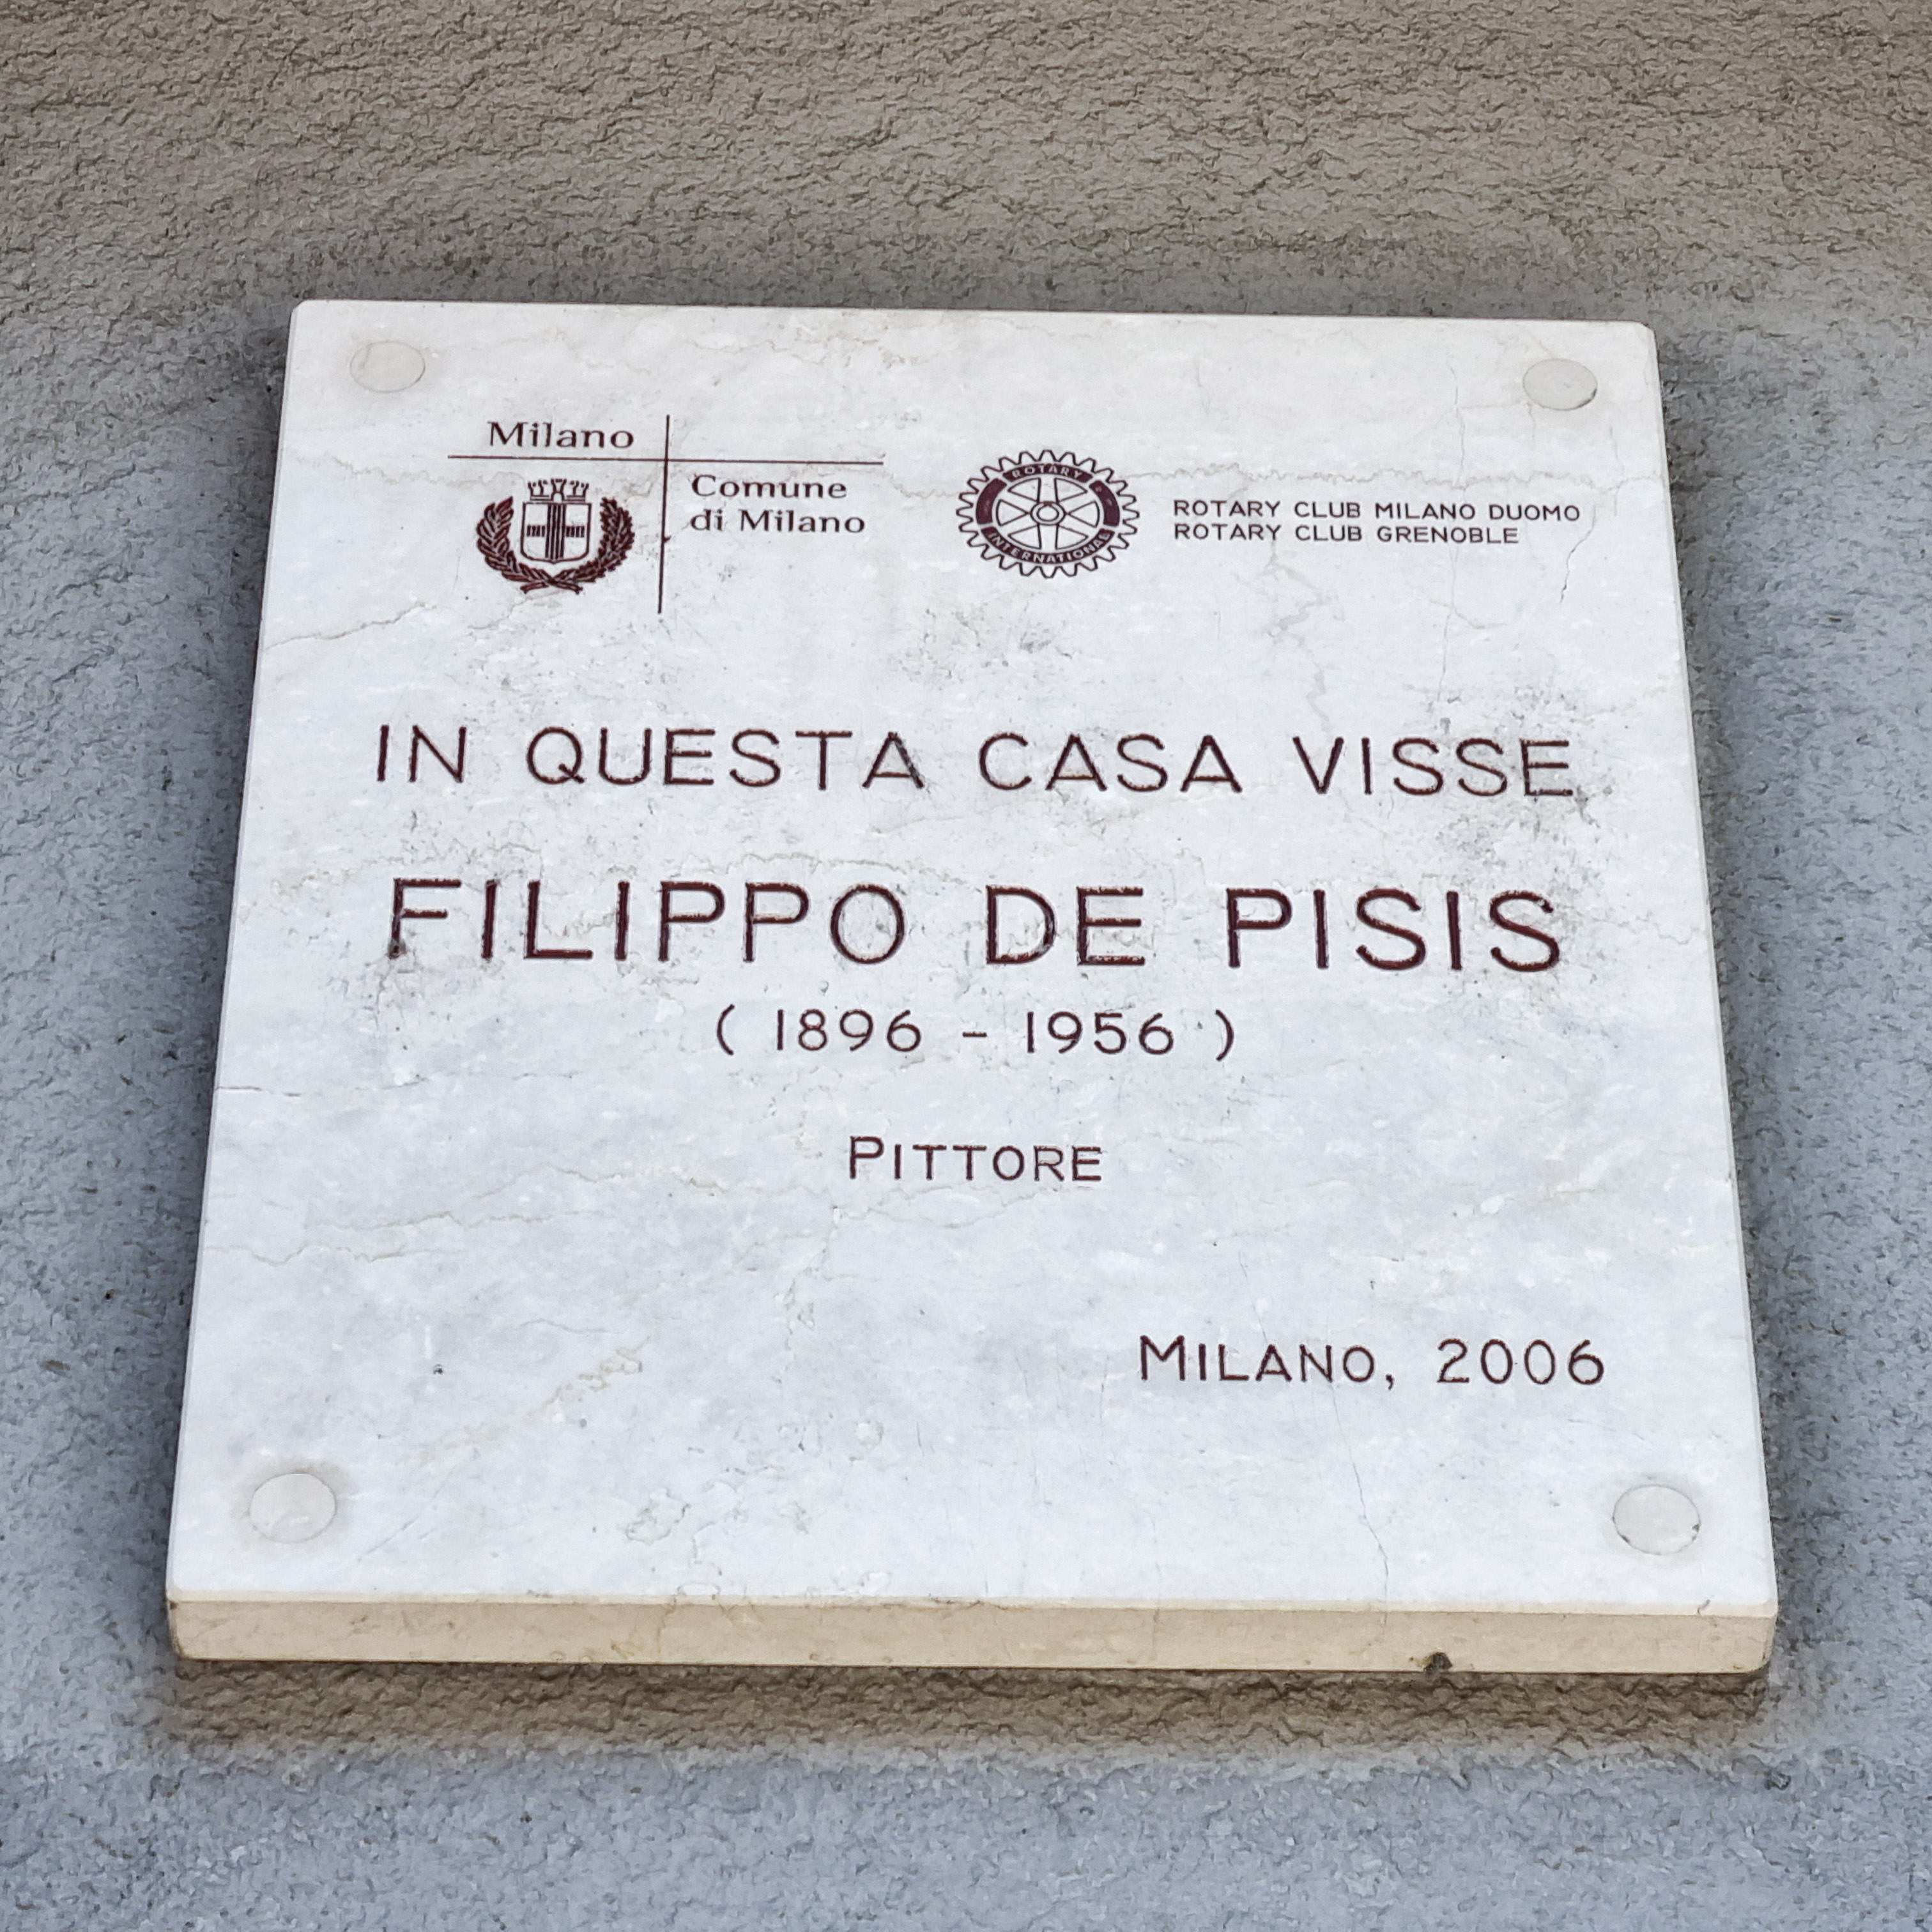 Milano
Comune
di Milano
ROTARY
INTERNATIONAL
ROTARY CLUB MILANO DUOMO
ROTARY CLUB GRENOBLE
IN QUESTA CASA VISSE
FILIPPO DE PISIS
( 1896 - 1956 )
PITTORE
MILANO, 2006